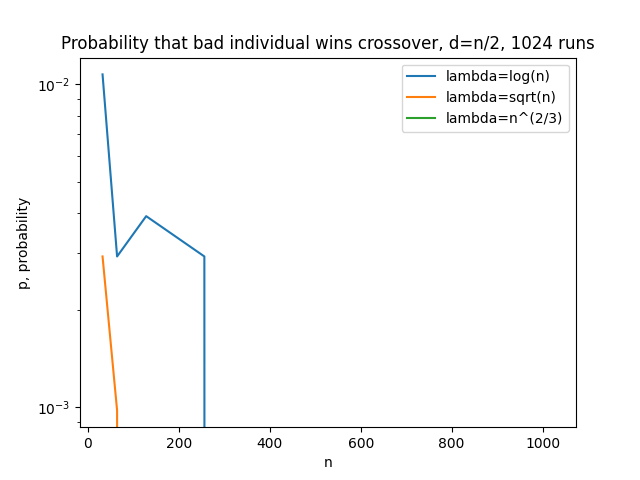 Probability that bad individual wins crossover, d=n/2, 1024 runs
lambda=log(n)
lambda=sqrt(n)
lambda=n^(2/3)
p, probability
10⁻²
10⁻³
0 200 400 600 800 1000
n